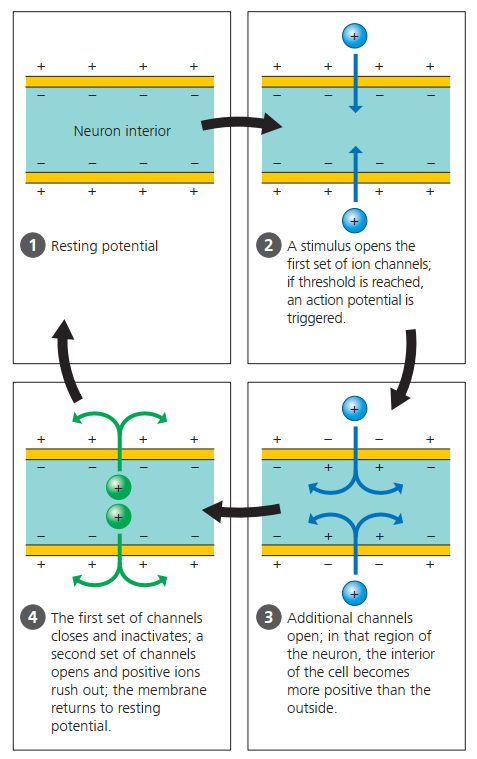 + + + +
− − − −
Neuron interior
− − − −
+ + + +
1 Resting potential
+
+ + + +
− − − −
− − − −
+ + + +
+
2 A stimulus opens the
first set of ion channels;
if threshold is reached,
an action potential is
triggered.
+
+ − − +
− + + −
− + + −
+ − − +
+
3 Additional channels
open; in that region of
the neuron, the interior
of the cell becomes
more positive than the
outside.
+ + + +
− − − −
+
+
− − − −
+ + + +
4 The first set of channels
closes and inactivates; a
second set of channels
opens and positive ions
rush out; the membrane
returns to resting
potential.